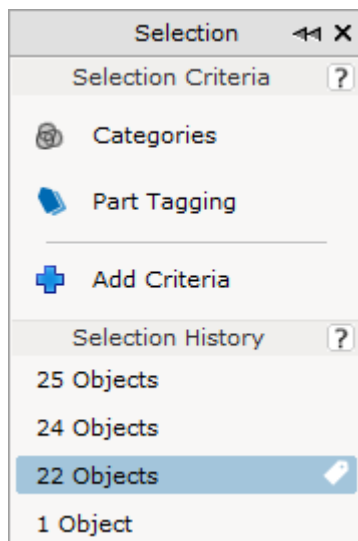 Selection
Selection Criteria ?
Categories
Part Tagging
Add Criteria
Selection History ?
25 Objects
24 Objects
22 Objects
1 Object